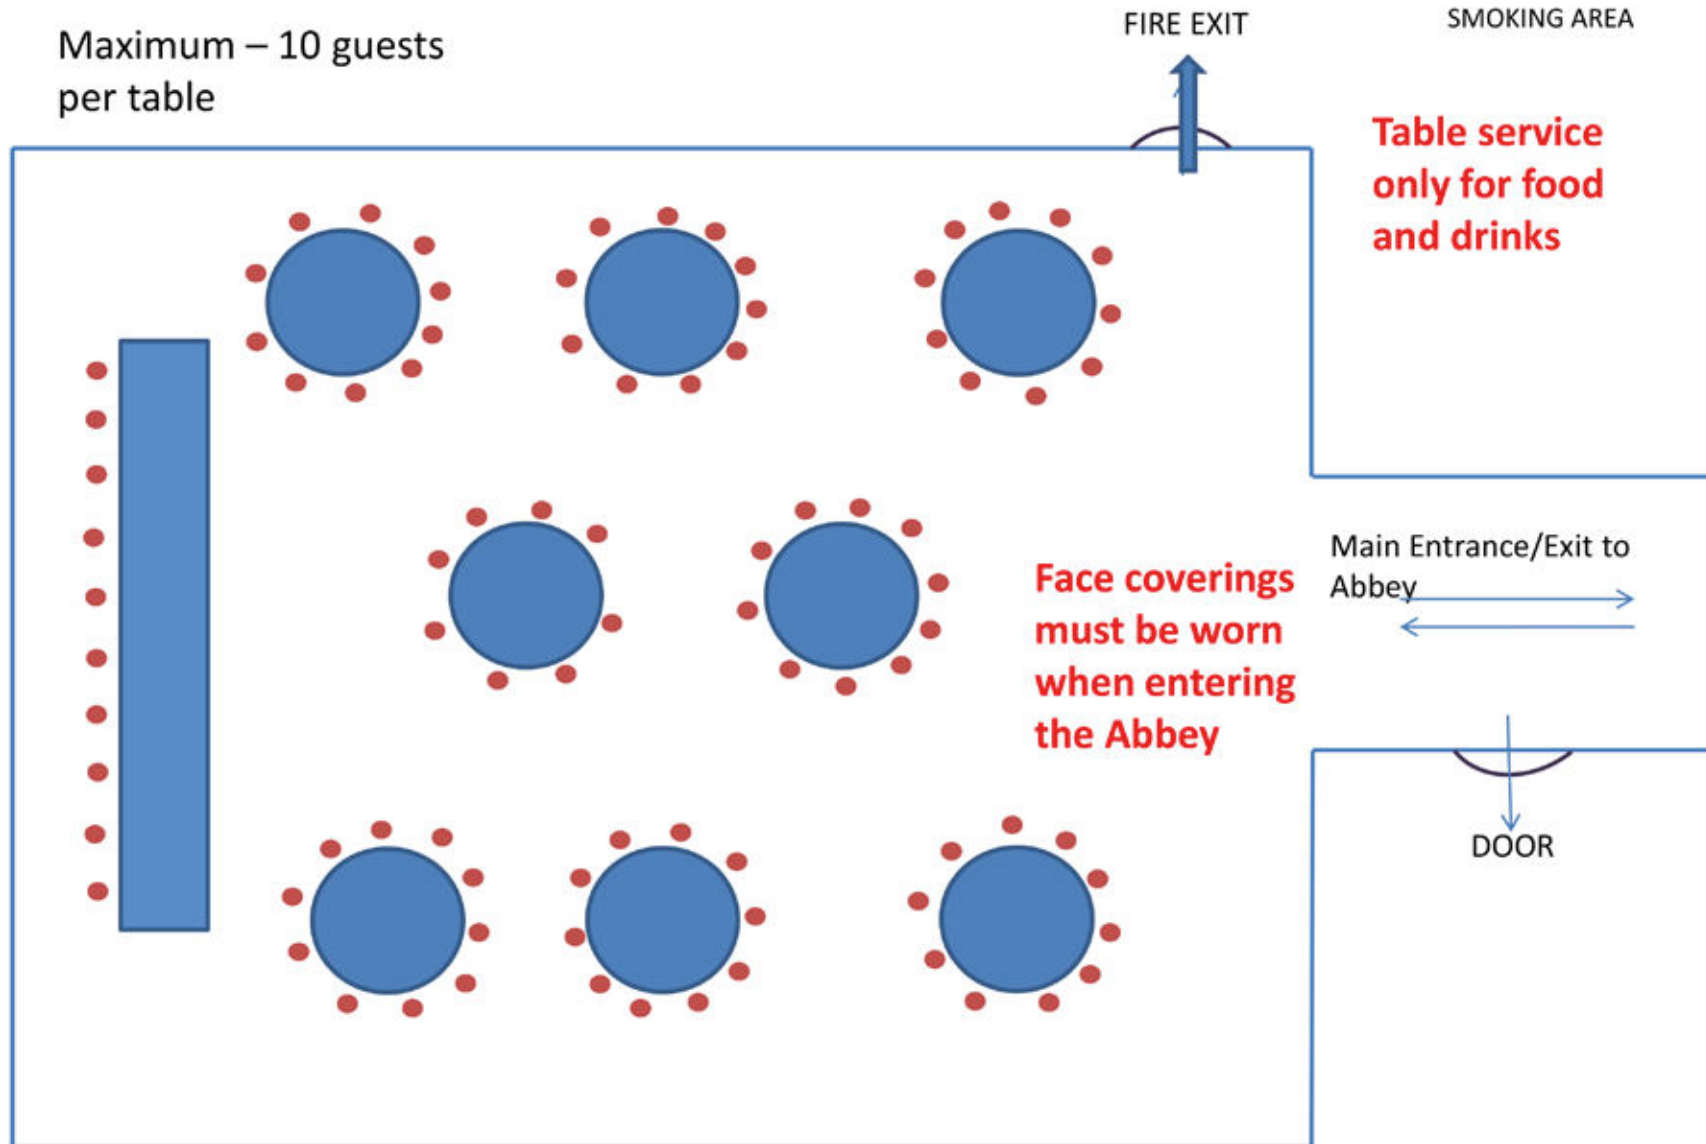 Maximum – 10 guests
per table
FIRE EXIT
SMOKING AREA
Table service
only for food
and drinks
Main Entrance/Exit to
Abbey
Face coverings
must be worn
when entering
the Abbey
DOOR